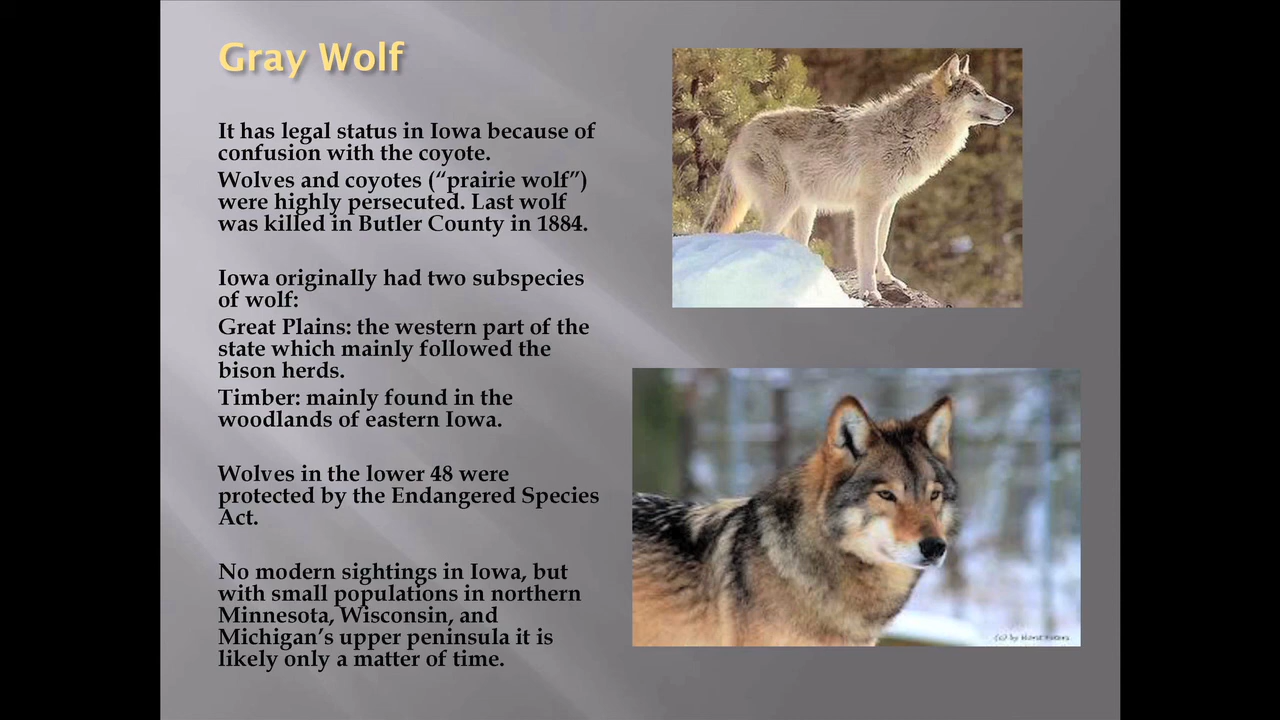 Gray Wolf
It has legal status in Iowa because of
confusion with the coyote.
Wolves and coyotes (“prairie wolf”)
were highly persecuted. Last wolf
was killed in Butler County in 1884.
Iowa originally had two subspecies
of wolf:
Great Plains: the western part of the
state which mainly followed the
bison herds.
Timber: mainly found in the
woodlands of eastern Iowa.
Wolves in the lower 48 were
protected by the Endangered Species
Act.
No modern sightings in Iowa, but
with small populations in northern
Minnesota, Wisconsin, and
Michigan’s upper peninsula it is
likely only a matter of time.
(c) by Horst